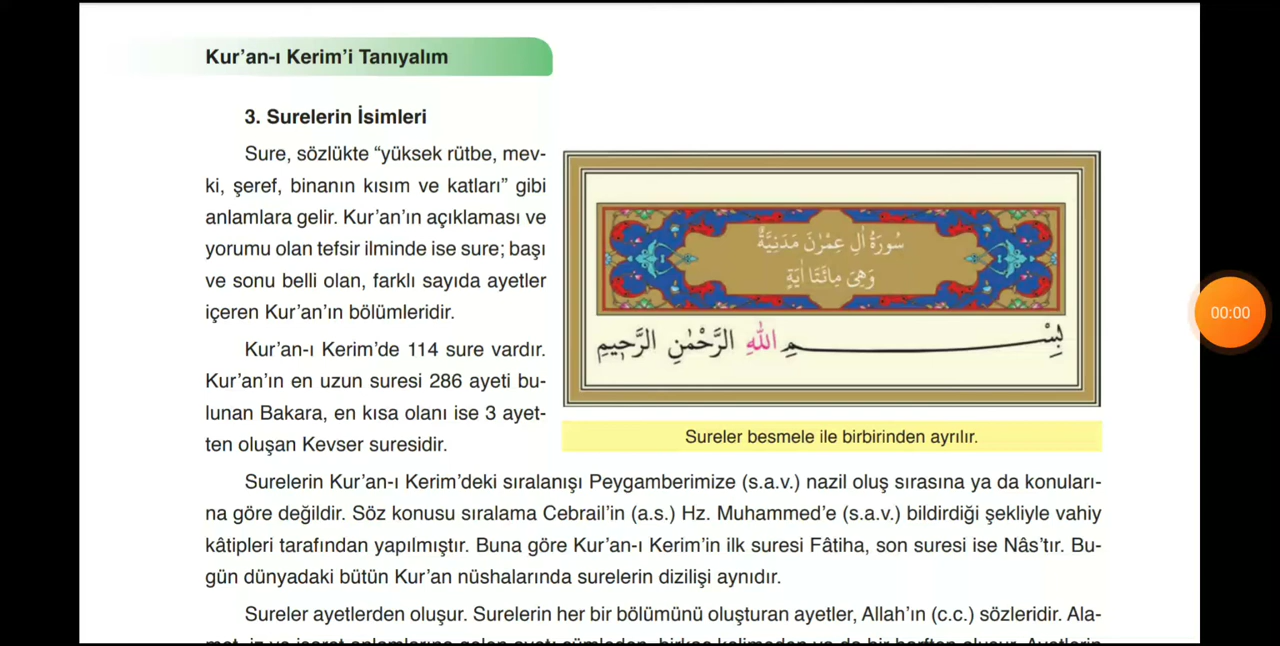 Kur’an-ı Kerim’i Tanıyalım
3. Surelerin İsimleri
Sure, sözlükte “yüksek rütbe, mev-
ki, şeref, binanın kısım ve katları” gibi
anlamlara gelir. Kur’an’ın açıklaması ve
yorumu olan tefsir ilminde ise sure; başı
ve sonu belli olan, farklı sayıda ayetler
içeren Kur’an’ın bölümleridir.
Kur’an-ı Kerim’de 114 sure vardır.
Kur’an’ın en uzun suresi 286 ayeti bu-
lunan Bakara, en kısa olanı ise 3 ayet-
ten oluşan Kevser suresidir.
سُورَةُ اٰلِ عِمْرٰنَ مَدَنِيَّةٌ
وَهِيَ مِائَتَا اٰيَةٍ
بِسْمِ اللّٰهِ الرَّحْمٰنِ الرَّحِيمِ
Sureler besmele ile birbirinden ayrılır.
Surelerin Kur’an-ı Kerim’deki sıralanışı Peygamberimize (s.a.v.) nazil oluş sırasına ya da konuları-
na göre değildir. Söz konusu sıralama Cebrail’in (a.s.) Hz. Muhammed’e (s.a.v.) bildirdiği şekliyle vahiy
kâtipleri tarafından yapılmıştır. Buna göre Kur’an-ı Kerim’in ilk suresi Fâtiha, son suresi ise Nâs’tır. Bu-
gün dünyadaki bütün Kur’an nüshalarında surelerin dizilişi aynıdır.
Sureler ayetlerden oluşur. Surelerin her bir bölümünü oluşturan ayetler, Allah’ın (c.c.) sözleridir. Ala-
00:00